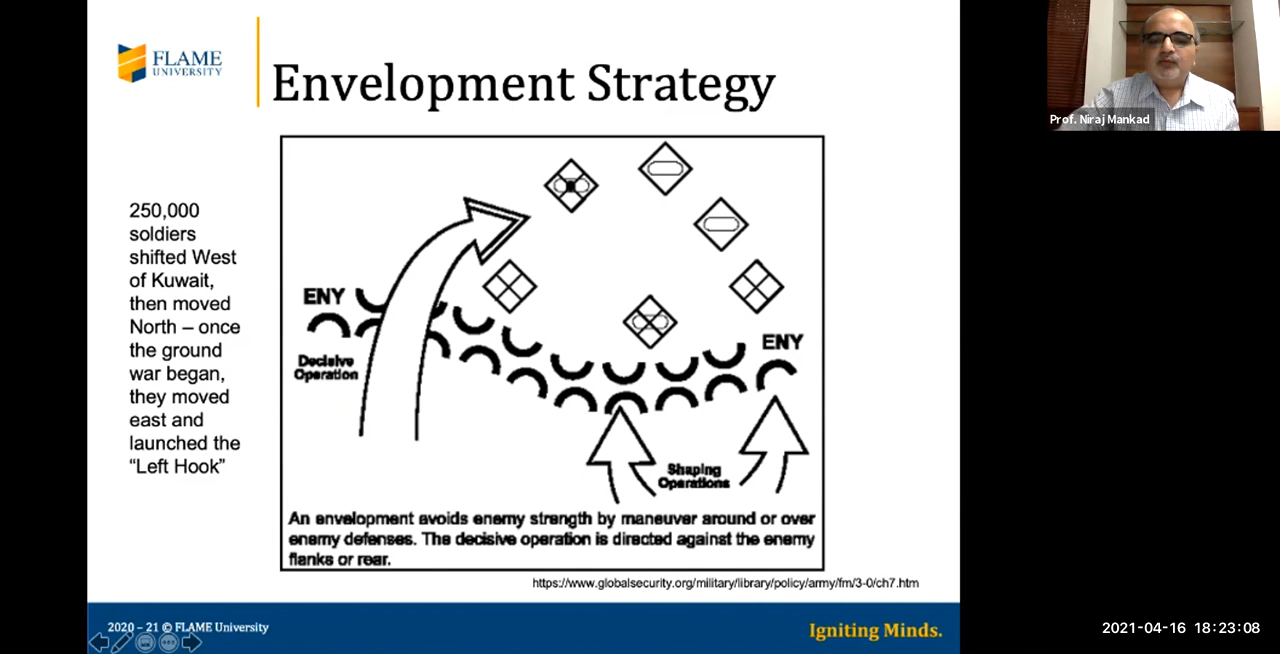 FLAME
UNIVERSITY
Envelopment Strategy
Prof. Niraj Mankad
250,000
soldiers
shifted West
of Kuwait,
then moved
North – once
the ground
war began,
they moved
east and
launched the
“Left Hook”
ENY
Decisive
Operation
ENY
Shaping
Operations
An envelopment avoids enemy strength by maneuver around or over
enemy defenses. The decisive operation is directed against the enemy
flanks or rear.
https://www.globalsecurity.org/military/library/policy/army/fm/3-0/ch7.htm
2020 – 21 © FLAME University
Igniting Minds.
2021-04-16 18:23:08